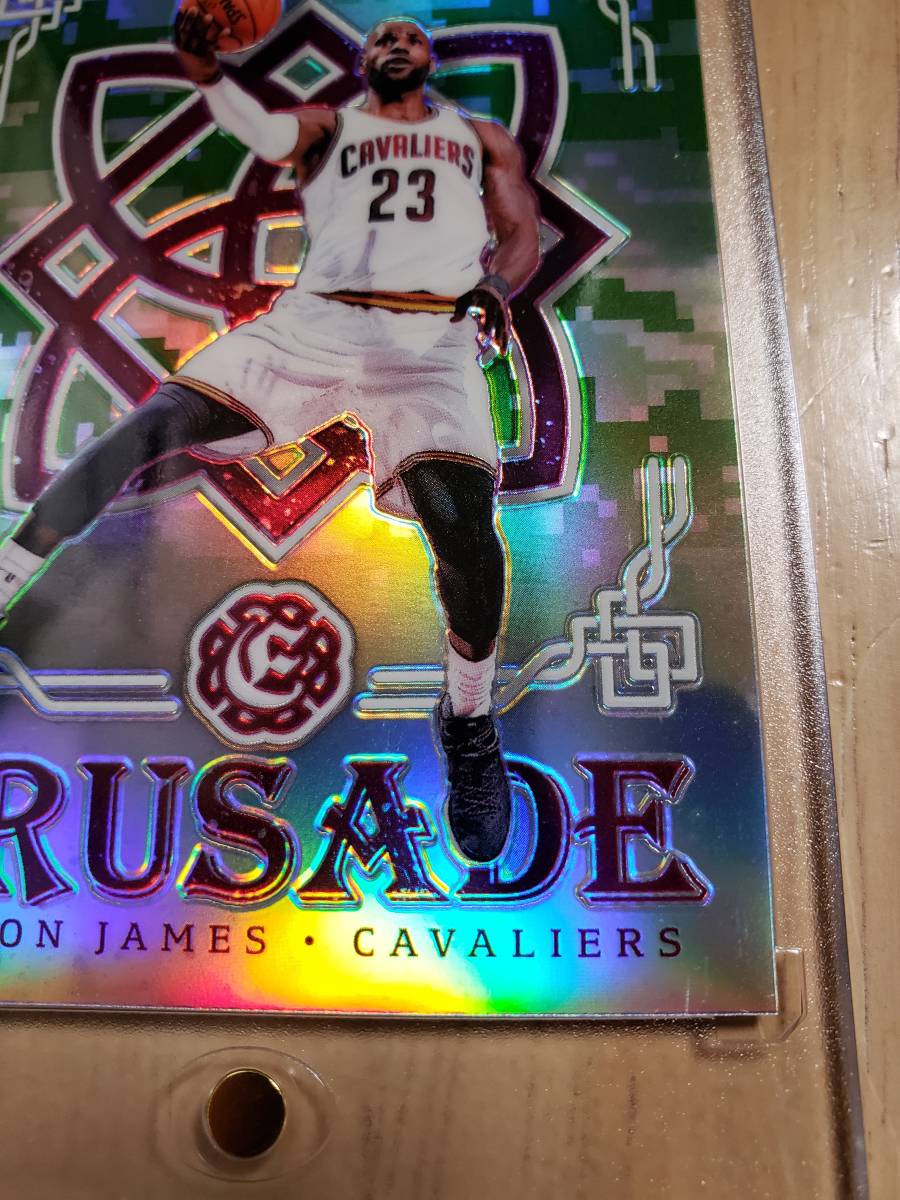 CAVALIERS
23
E
RUSADE
ON JAMES • CAVALIERS